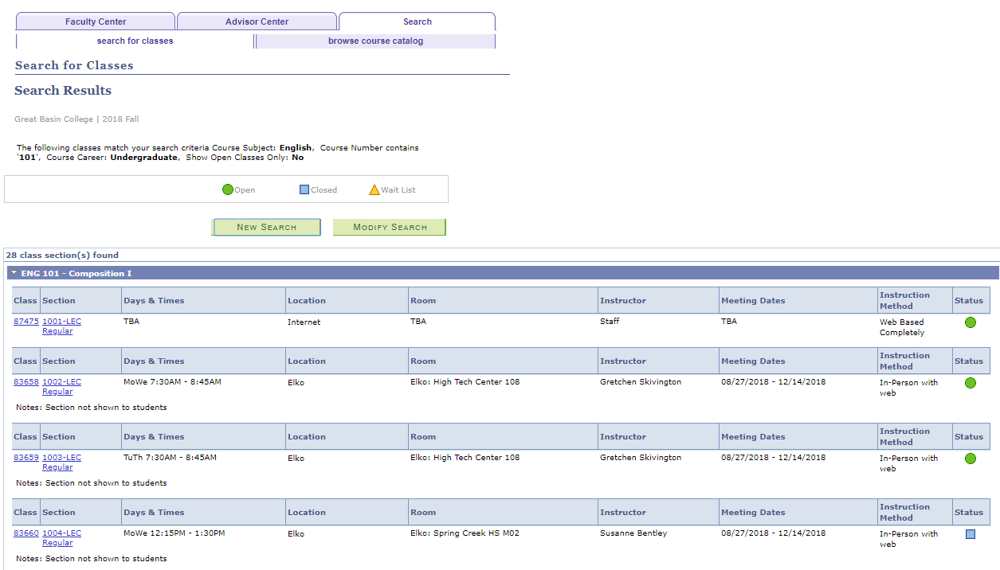 Faculty Center Advisor Center Search
search for classes browse course catalog
Search for Classes
Search Results
Great Basin College | 2018 Fall
The following classes match your search criteria Course Subject: English, Course Number contains
'101', Course Career: Undergraduate, Show Open Classes Only: No
Open Closed Wait List
New Search Modify Search
28 class section(s) found
ENG 101 - Composition I
Class Section Days & Times Location Room Instructor Meeting Dates Instruction Method Status
87475 1001-LEC TBA Internet TBA Staff TBA Web Based
Regular Completely
Class Section Days & Times Location Room Instructor Meeting Dates Instruction Method Status
83658 1002-LEC MoWe 7:30AM - 8:45AM Elko Elko: High Tech Center 108 Gretchen Skivington 08/27/2018 - 12/14/2018 In-Person with
Regular web
Notes: Section not shown to students
Class Section Days & Times Location Room Instructor Meeting Dates Instruction Method Status
83659 1003-LEC TuTh 7:30AM - 8:45AM Elko Elko: High Tech Center 108 Gretchen Skivington 08/27/2018 - 12/14/2018 In-Person with
Regular web
Notes: Section not shown to students
Class Section Days & Times Location Room Instructor Meeting Dates Instruction Method Status
83660 1004-LEC MoWe 12:15PM - 1:30PM Elko Elko: Spring Creek HS M02 Susanne Bentley 08/27/2018 - 12/14/2018 In-Person with
Regular web
Notes: Section not shown to students